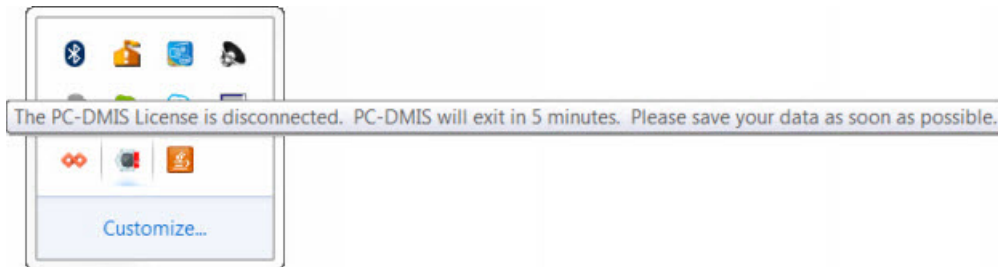 The PC-DMIS License is disconnected. PC-DMIS will exit in 5 minutes. Please save your data as soon as possible.
Customize...